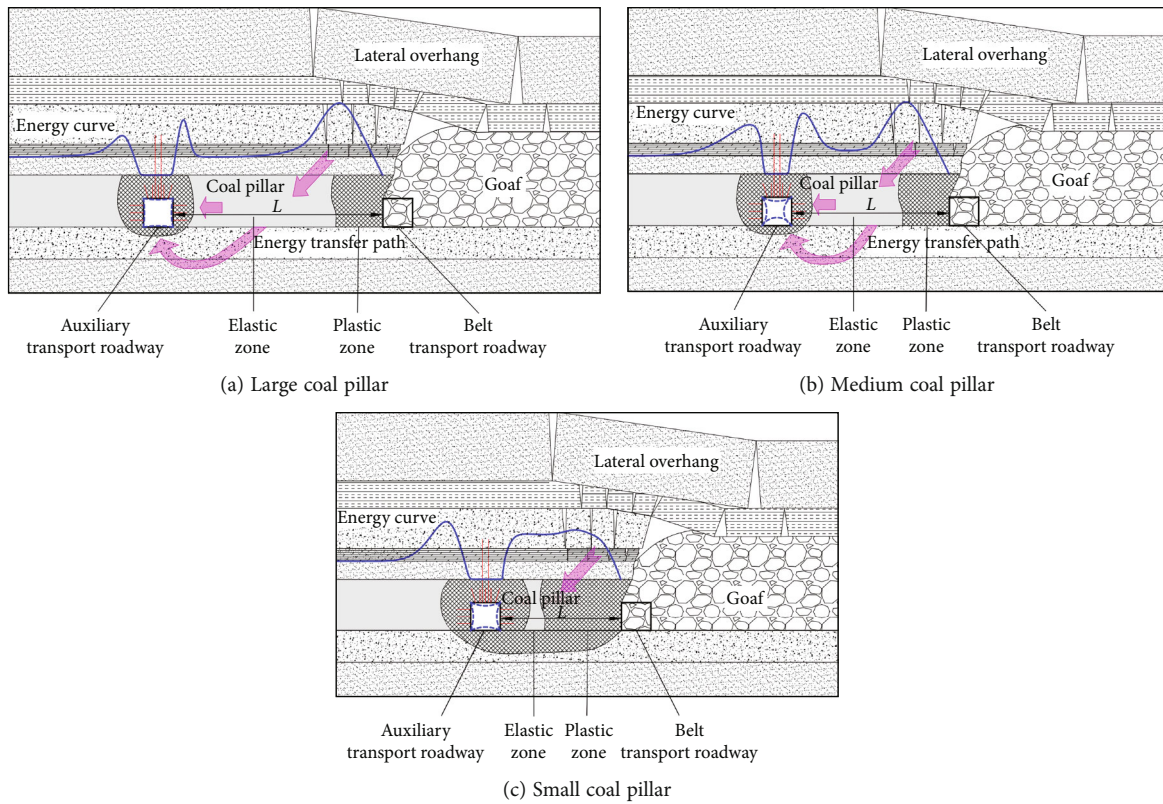 Lateral overhang
Energy curve
Coal pillar
Goaf
L
Energy transfer path
Auxiliary
transport roadway
Elastic
zone
Plastic
zone
Belt
transport roadway
(a) Large coal pillar
Lateral overhang
Energy curve
Coal pillar
Goaf
L
Energy transfer path
Auxiliary
transport roadway
Elastic
zone
Plastic
zone
Belt
transport roadway
(b) Medium coal pillar
Lateral overhang
Energy curve
Coal pillar
Goaf
L
Auxiliary
transport roadway
Elastic
zone
Plastic
zone
Belt
transport roadway
(c) Small coal pillar